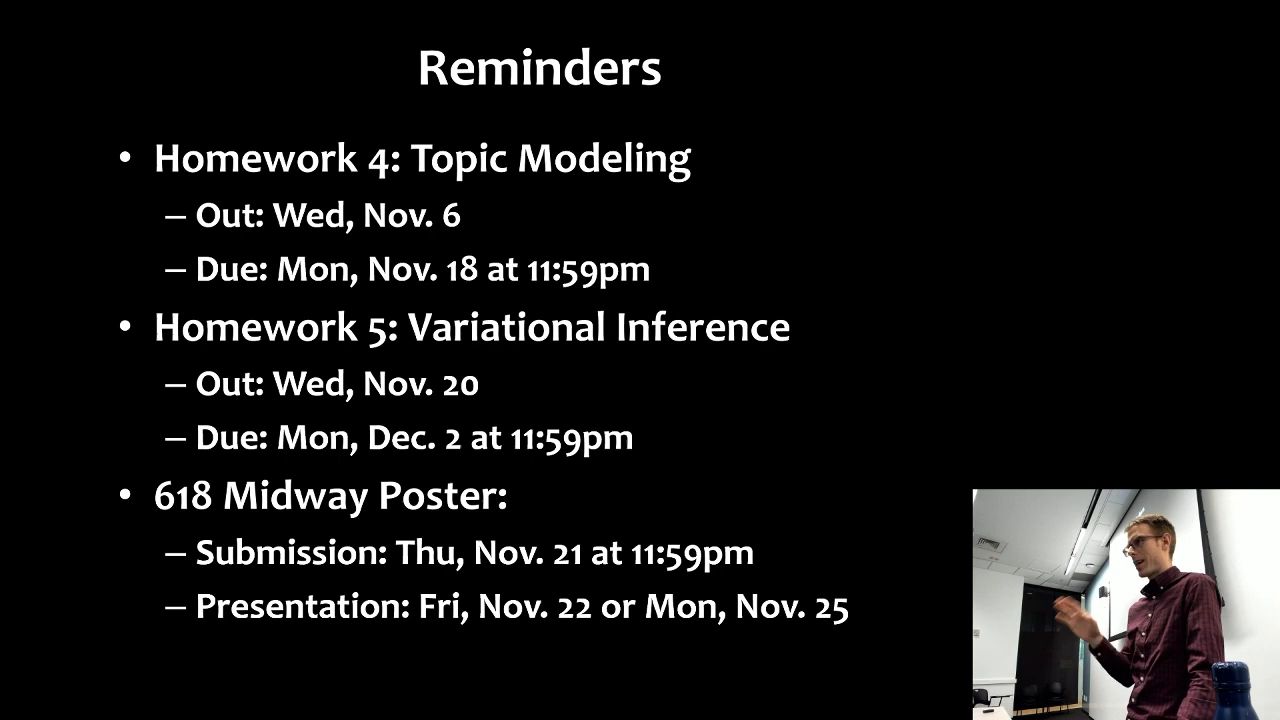 Reminders
• Homework 4: Topic Modeling
– Out: Wed, Nov. 6
– Due: Mon, Nov. 18 at 11:59pm
• Homework 5: Variational Inference
– Out: Wed, Nov. 20
– Due: Mon, Dec. 2 at 11:59pm
• 618 Midway Poster:
– Submission: Thu, Nov. 21 at 11:59pm
– Presentation: Fri, Nov. 22 or Mon, Nov. 25